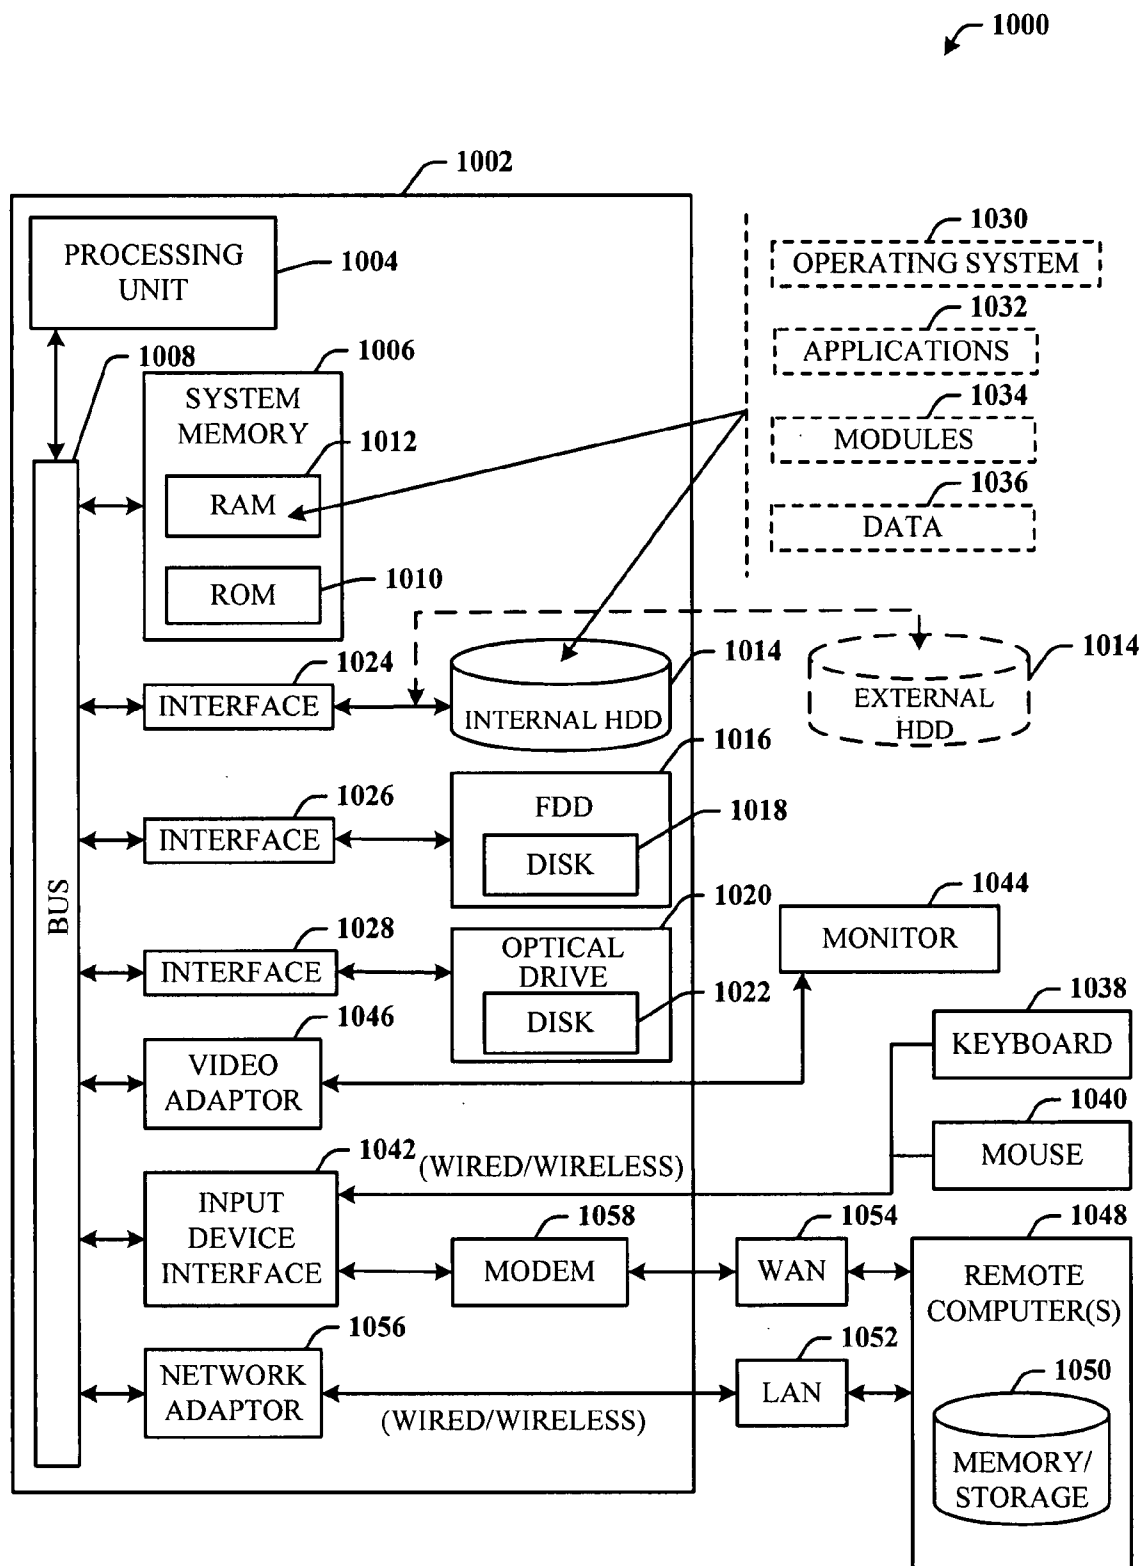 1000
1002
PROCESSING
UNIT
1004
1030
OPERATING SYSTEM
1032
APPLICATIONS
1034
MODULES
1036
DATA
1008
1006
SYSTEM
MEMORY
1012
RAM
1010
ROM
1024
INTERFACE
1014
INTERNAL HDD
1014
EXTERNAL
HDD
1026
INTERFACE
1016
FDD
1018
DISK
BUS
1028
INTERFACE
1020
OPTICAL
DRIVE
1022
DISK
1044
MONITOR
1046
VIDEO
ADAPTOR
1038
KEYBOARD
1040
MOUSE
1042
(WIRED/WIRELESS)
INPUT
DEVICE
INTERFACE
1058
MODEM
1054
WAN
1048
REMOTE
COMPUTER(S)
1056
NETWORK
ADAPTOR
(WIRED/WIRELESS)
1052
LAN
1050
MEMORY/
STORAGE